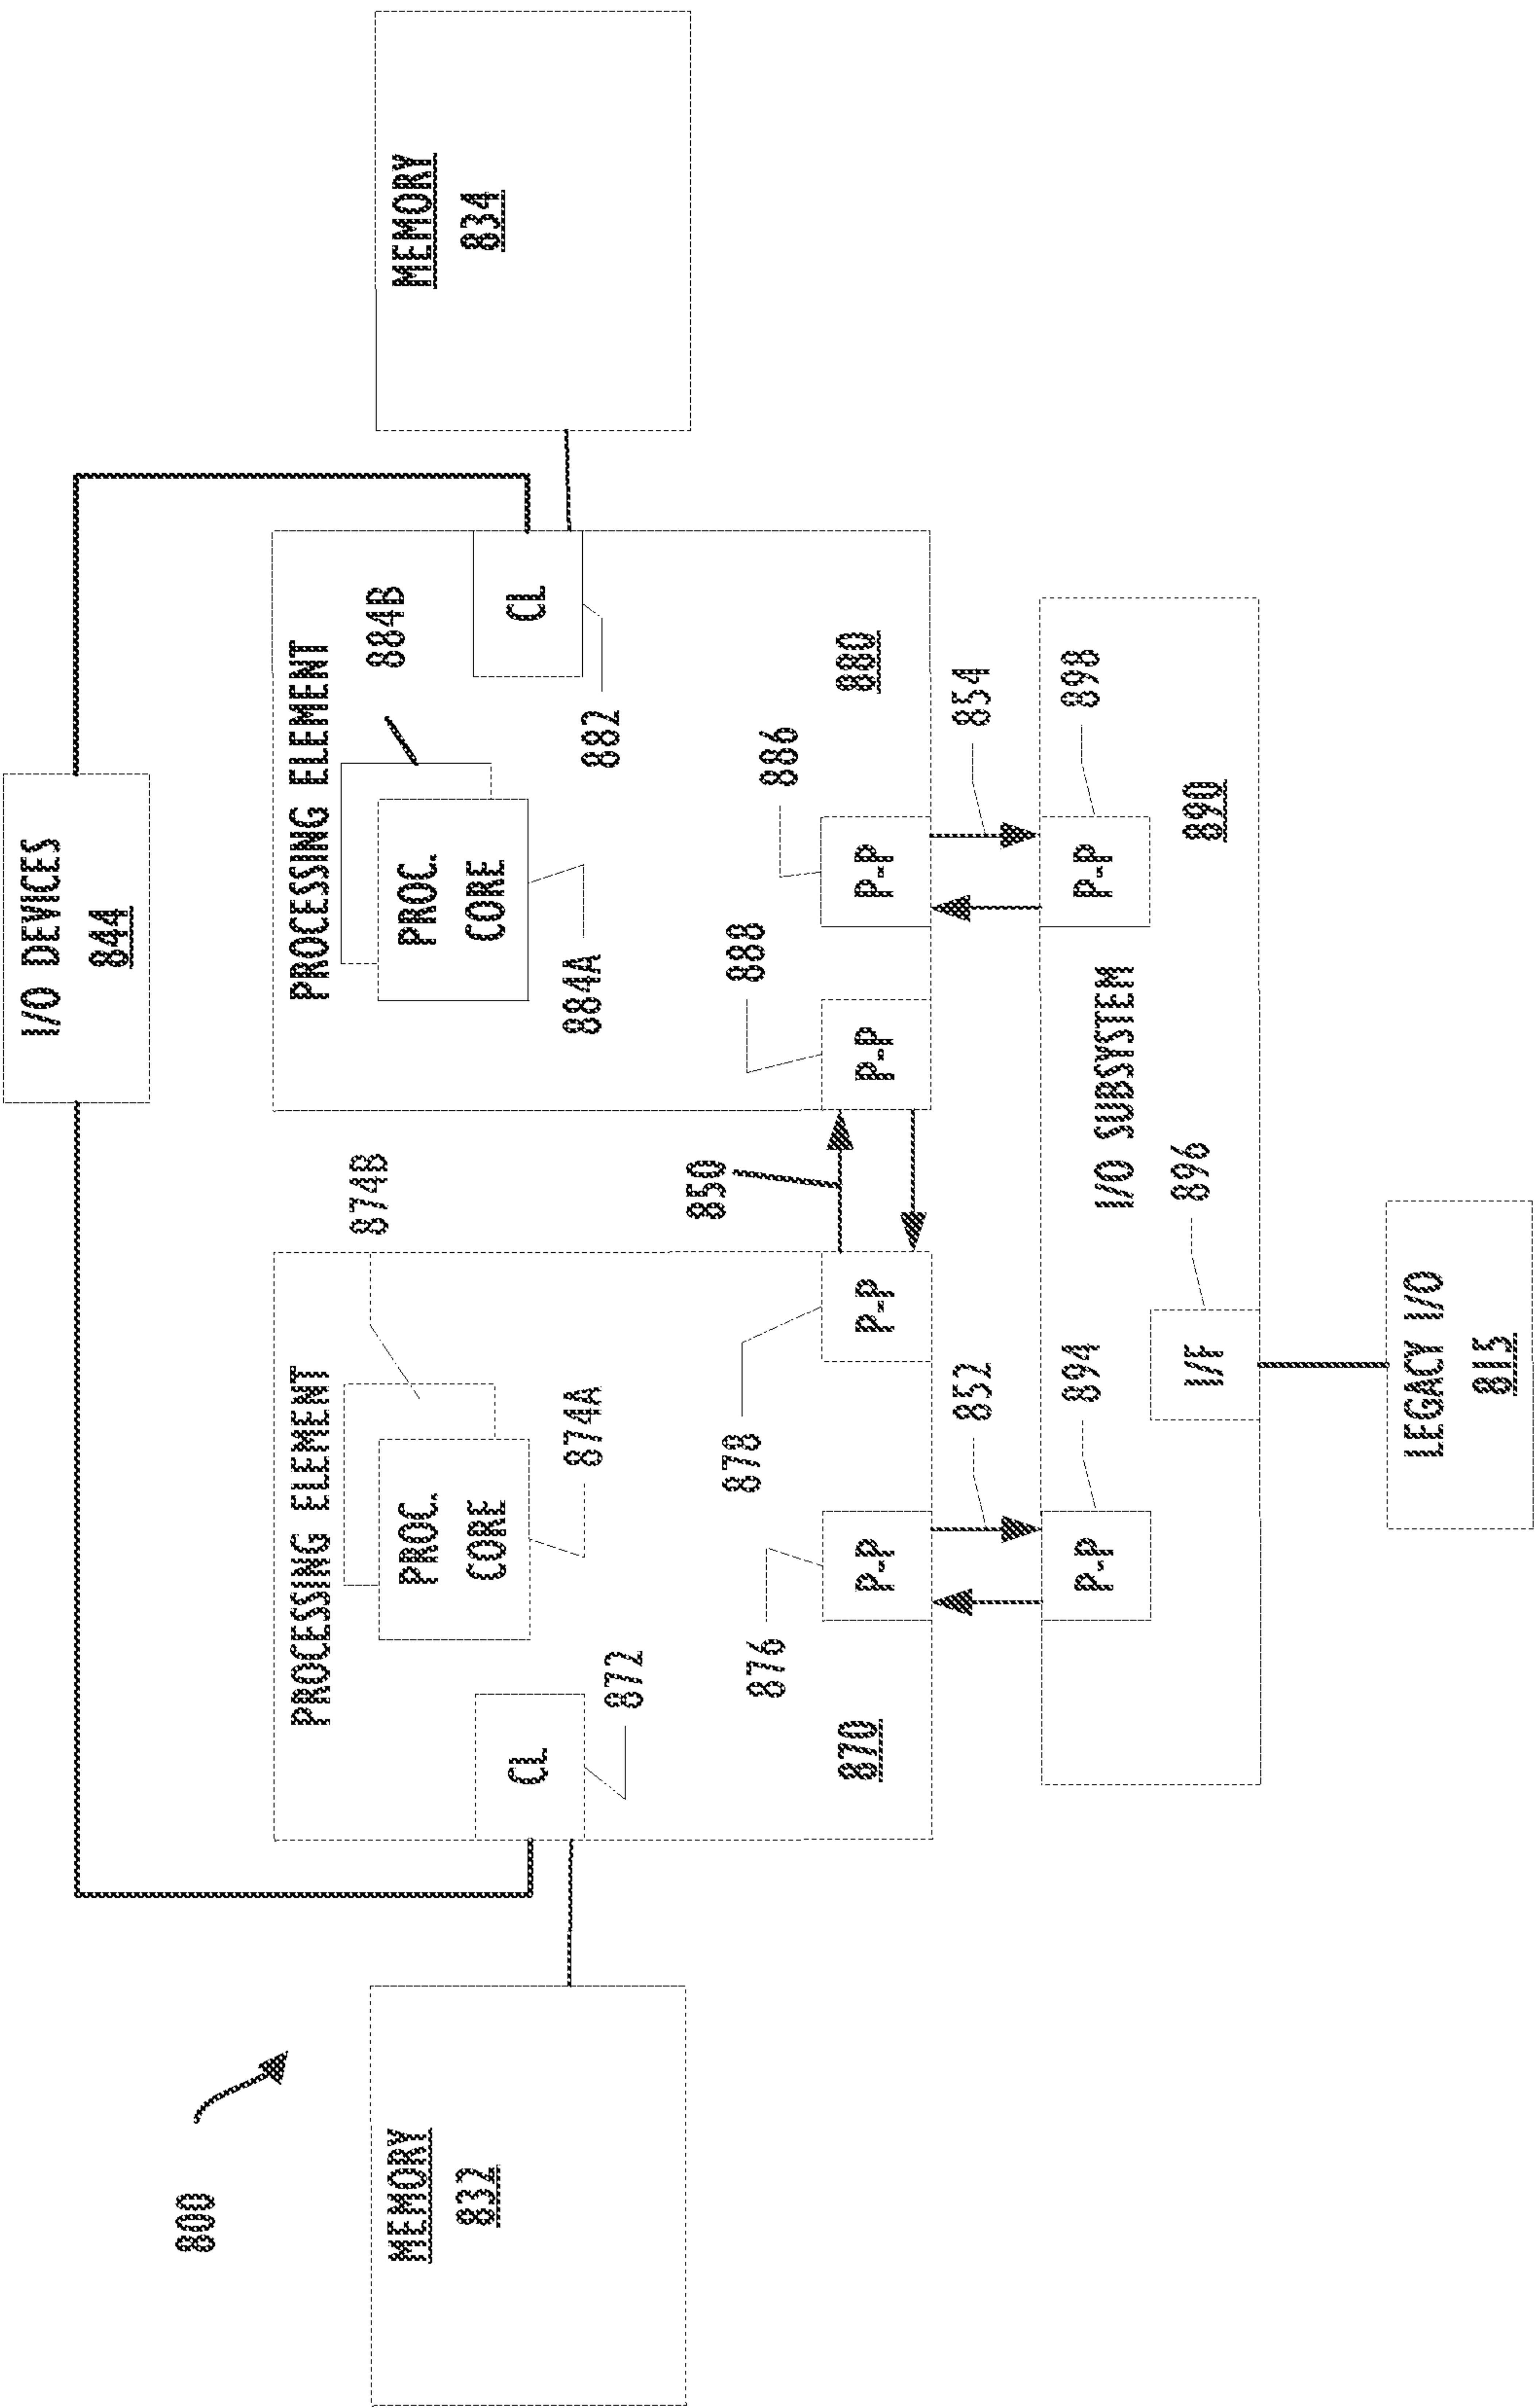 800
I/O DEVICES
844
MEMORY
832
PROCESSING ELEMENT
874B
PROC.
CORE
874A
CL
872
878
876
P-P
P-P
870
850
PROCESSING ELEMENT
884B
PROC.
CORE
884A
CL
882
888
886
P-P
P-P
880
MEMORY
834
852
854
894
898
P-P
P-P
I/O SUBSYSTEM
890
896
I/F
LEGACY I/O
815